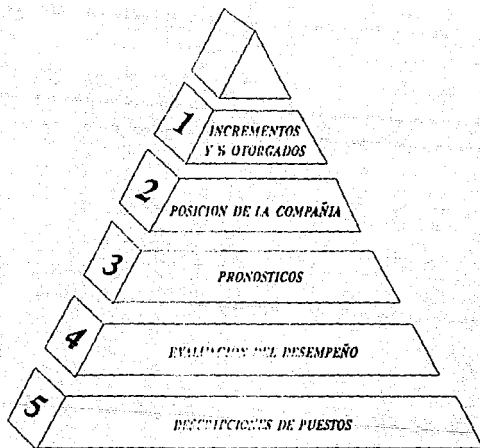 1
INCREMENTOS
Y % OTORGADOS
2
POSICION DE LA COMPAÑIA
3
PRONOSTICOS
4
EVALUACION DEL DESEMPEÑO
5
DESCRIPCIONES DE PUESTOS